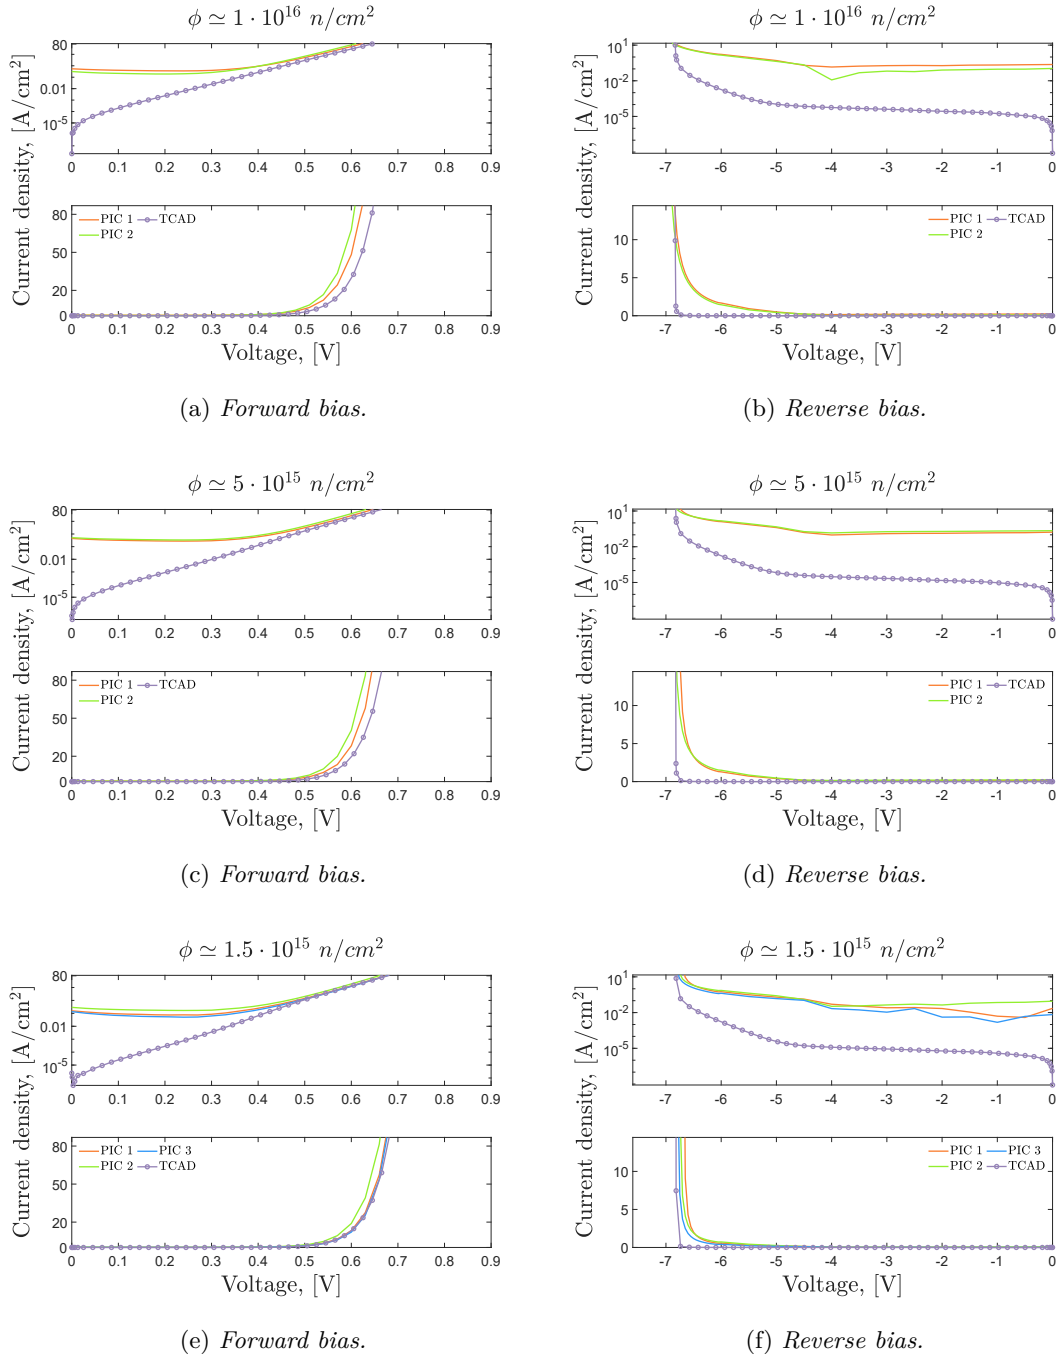 ϕ ≃ 1 · 10^16 n/cm^2
80
0.01
10^-5
0 0.1 0.2 0.3 0.4 0.5 0.6 0.7 0.8 0.9
Current density, [A/cm^2]
80
50
20
0
PIC 1 TCAD
PIC 2
0 0.1 0.2 0.3 0.4 0.5 0.6 0.7 0.8 0.9
Voltage, [V]
(a) Forward bias.
ϕ ≃ 1 · 10^16 n/cm^2
10^1
10^-2
10^-5
-7 -6 -5 -4 -3 -2 -1 0
Current density, [A/cm^2]
10
5
0
PIC 1 TCAD
PIC 2
-7 -6 -5 -4 -3 -2 -1 0
Voltage, [V]
(b) Reverse bias.
ϕ ≃ 5 · 10^15 n/cm^2
80
0.01
10^-5
0 0.1 0.2 0.3 0.4 0.5 0.6 0.7 0.8 0.9
Current density, [A/cm^2]
80
50
20
0
PIC 1 TCAD
PIC 2
0 0.1 0.2 0.3 0.4 0.5 0.6 0.7 0.8 0.9
Voltage, [V]
(c) Forward bias.
ϕ ≃ 5 · 10^15 n/cm^2
10^1
10^-2
10^-5
-7 -6 -5 -4 -3 -2 -1 0
Current density, [A/cm^2]
10
5
0
PIC 1 TCAD
PIC 2
-7 -6 -5 -4 -3 -2 -1 0
Voltage, [V]
(d) Reverse bias.
ϕ ≃ 1.5 · 10^15 n/cm^2
80
0.01
10^-5
0 0.1 0.2 0.3 0.4 0.5 0.6 0.7 0.8 0.9
Current density, [A/cm^2]
80
50
20
0
PIC 1 PIC 3
PIC 2 TCAD
0 0.1 0.2 0.3 0.4 0.5 0.6 0.7 0.8 0.9
Voltage, [V]
(e) Forward bias.
ϕ ≃ 1.5 · 10^15 n/cm^2
10^1
10^-2
10^-5
-7 -6 -5 -4 -3 -2 -1 0
Current density, [A/cm^2]
10
5
0
PIC 1 PIC 3
PIC 2 TCAD
-7 -6 -5 -4 -3 -2 -1 0
Voltage, [V]
(f) Reverse bias.